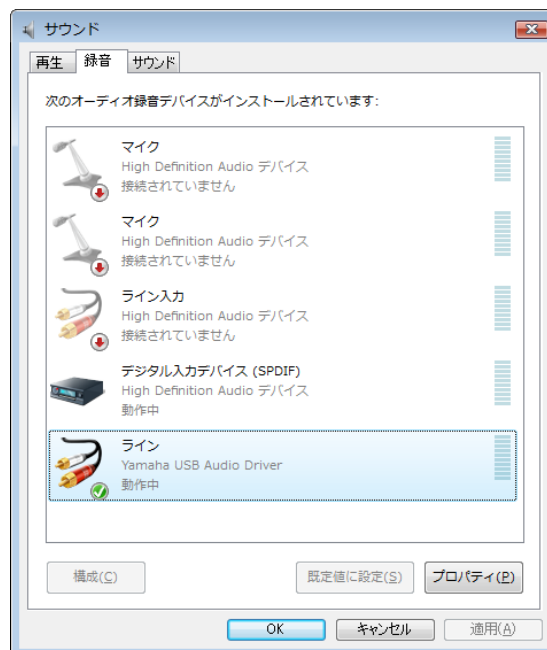 サウンド
再生 録音 サウンド
次のオーディオ録音デバイスがインストールされています:
マイク
High Definition Audio デバイス
接続されていません
マイク
High Definition Audio デバイス
接続されていません
ライン入力
High Definition Audio デバイス
接続されていません
デジタル入力デバイス (SPDIF)
High Definition Audio デバイス
動作中
ライン
Yamaha USB Audio Driver
動作中
構成(C) 既定値に設定(S) プロパティ(P)
OK キャンセル 適用(A)